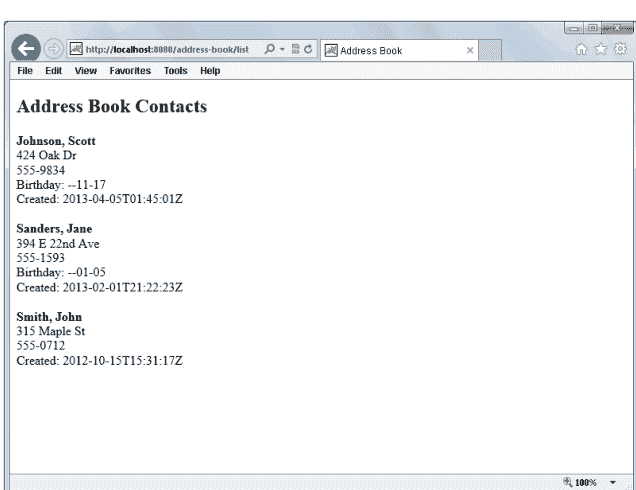 http://localhost:8080/address-book/list
Address Book
File Edit View Favorites Tools Help
Address Book Contacts
Johnson, Scott
424 Oak Dr
555-9834
Birthday: --11-17
Created: 2013-04-05T01:45:01Z
Sanders, Jane
394 E 22nd Ave
555-1593
Birthday: --01-05
Created: 2013-02-01T21:22:23Z
Smith, John
315 Maple St
555-0712
Created: 2012-10-15T15:31:17Z
100%